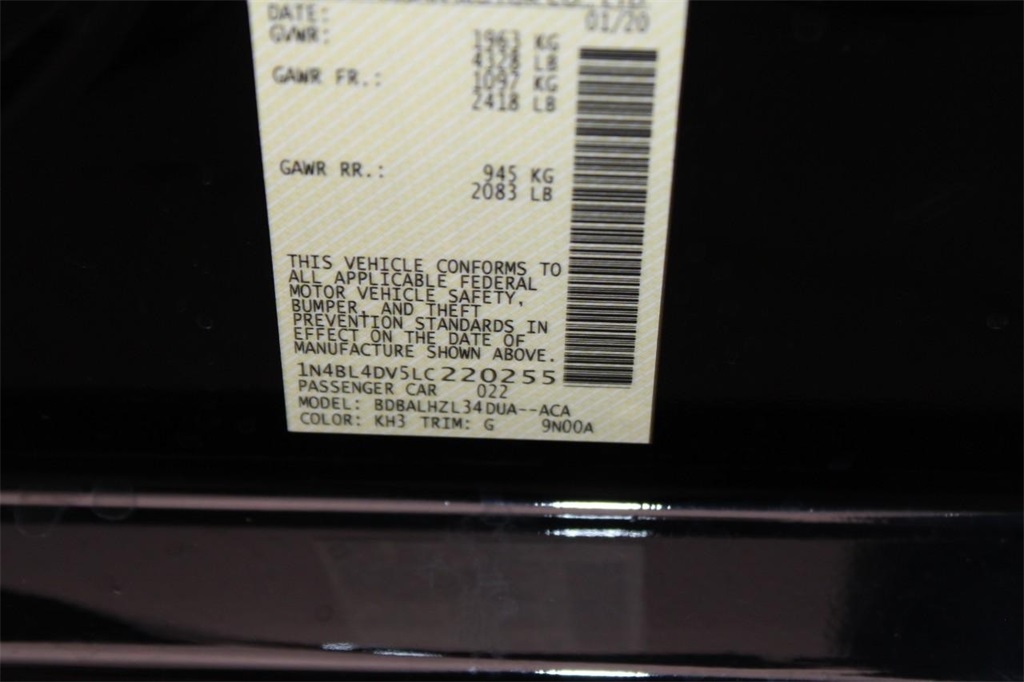 DATE: 01/20
GVWR: 1963 KG
4328 LB
GAWR FR.: 1097 KG
2418 LB
GAWR RR.: 945 KG
2083 LB
THIS VEHICLE CONFORMS TO
ALL APPLICABLE FEDERAL
MOTOR VEHICLE SAFETY,
BUMPER, AND THEFT
PREVENTION STANDARDS IN
EFFECT ON THE DATE OF
MANUFACTURE SHOWN ABOVE.
1N4BL4DV5LC220255
PASSENGER CAR 022
MODEL: BDBALHZL34DUA--ACA
COLOR: KH3 TRIM: G 9N00A